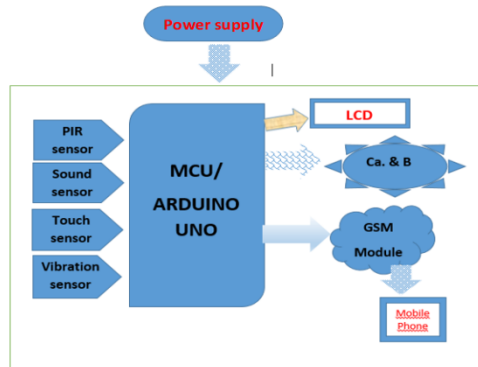 Power supply
PIR
sensor
Sound
sensor
Touch
sensor
Vibration
sensor
MCU/
ARDUINO
UNO
LCD
Ca. & B
GSM
Module
Mobile
Phone